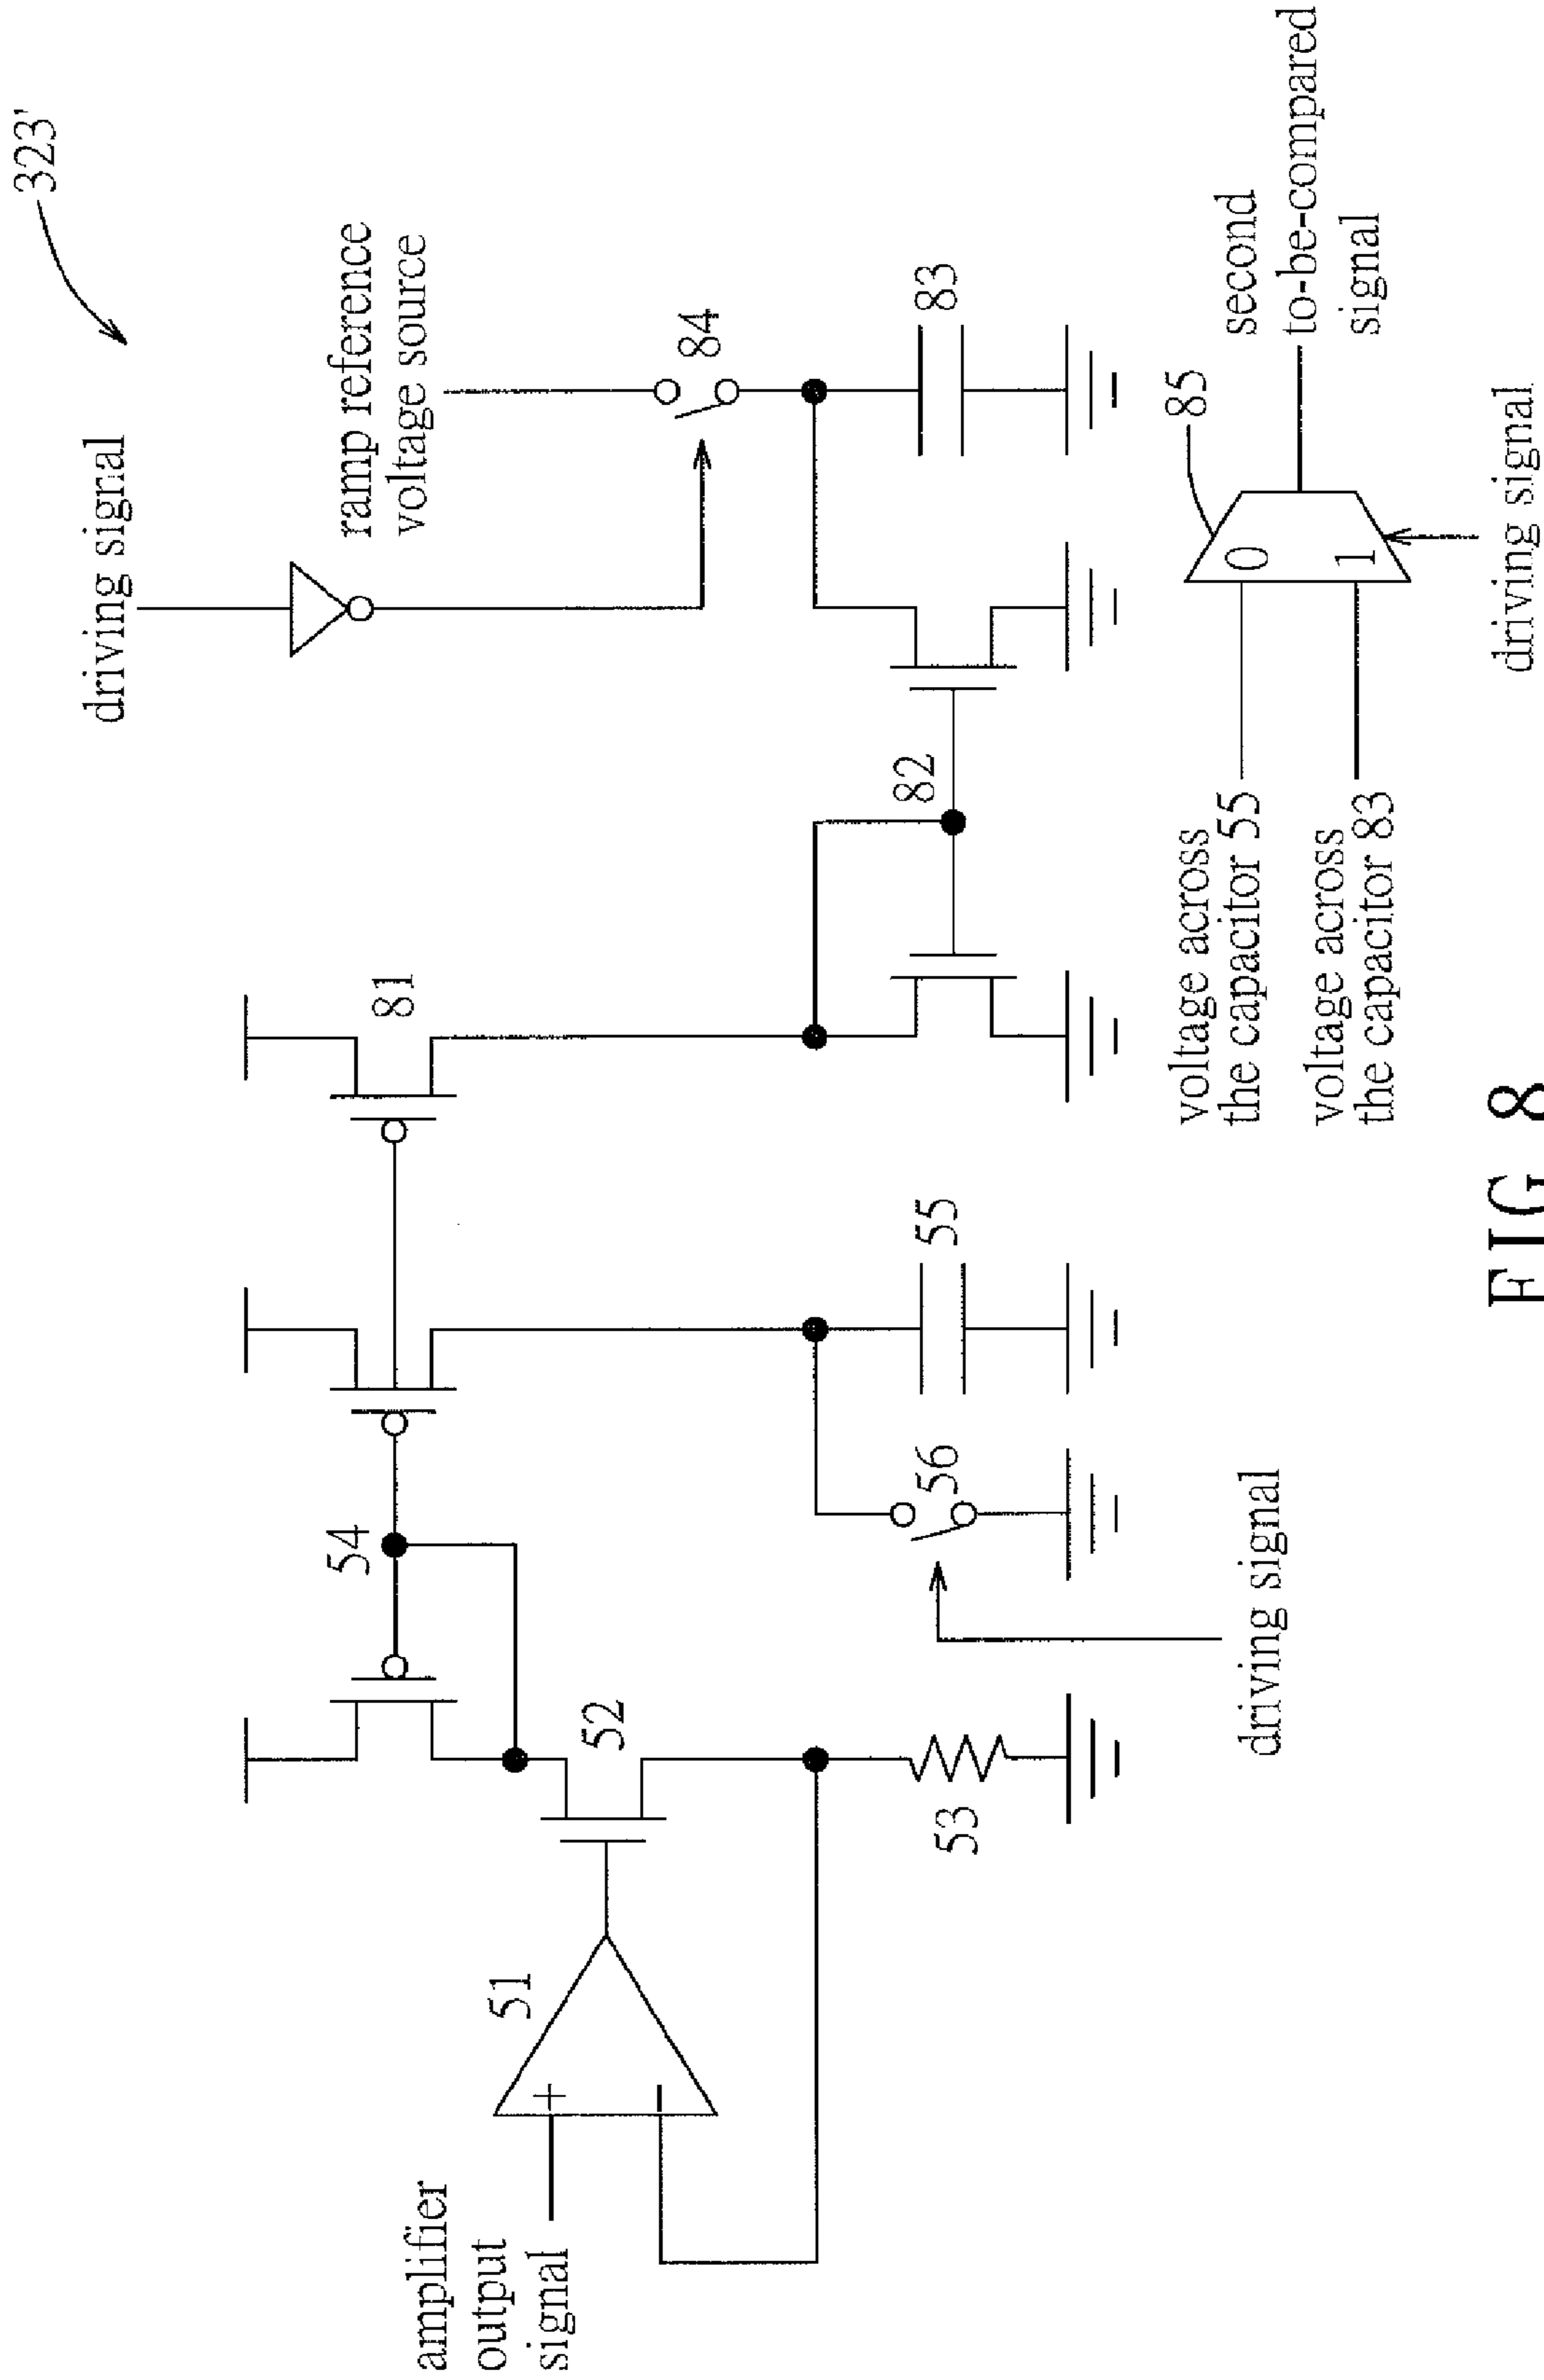 323'
driving signal
ramp reference
voltage source
84
83
81
82
54
55
56
52
51
53
+
−
amplifier
output
signal
driving signal
voltage across
the capacitor 55
voltage across
the capacitor 83
0
1
85
second
to-be-compared
signal
driving signal
FIG. 8